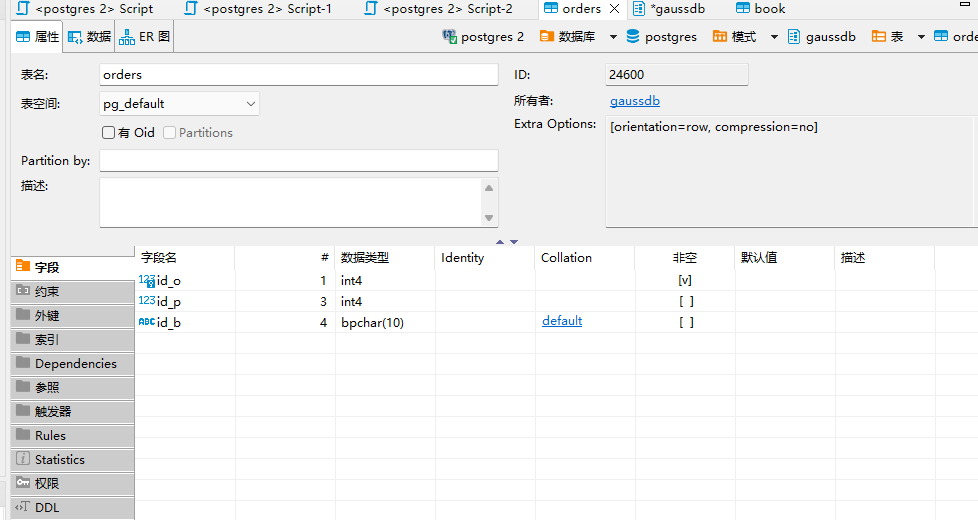 <postgres 2> Script <postgres 2> Script-1 <postgres 2> Script-2 orders *gaussdb book
属性 数据 ER 图 postgres 2 数据库 postgres 模式 gaussdb 表 orde
表名: orders ID: 24600
表空间: pg_default 所有者: gaussdb
有 Oid Partitions Extra Options: [orientation=row, compression=no]
Partition by:
描述:
字段名 # 数据类型 Identity Collation 非空 默认值 描述
字段
123 id_o 1 int4 [v]
约束
123 id_p 3 int4 [ ]
外键
ABC id_b 4 bpchar(10) default [ ]
索引
Dependencies
参照
触发器
Rules
Statistics
权限
DDL